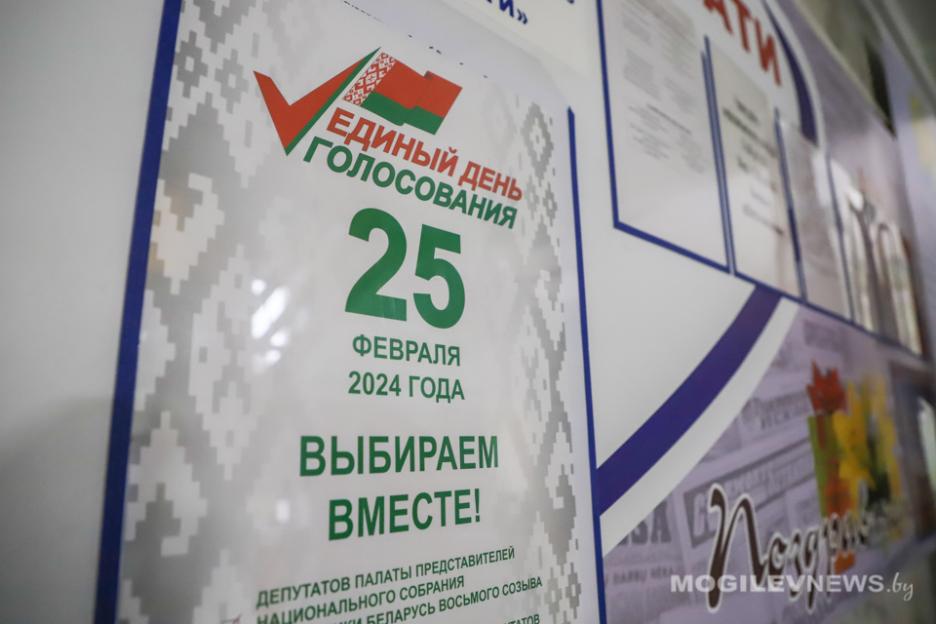 ЕДИНЫЙ ДЕНЬ
ГОЛОСОВАНИЯ
25
ФЕВРАЛЯ
2024 ГОДА
ВЫБИРАЕМ
ВМЕСТЕ!
ДЕПУТАТОВ ПАЛАТЫ ПРЕДСТАВИТЕЛЕЙ
НАЦИОНАЛЬНОГО СОБРАНИЯ
БЕЛАРУСЬ ВОСЬМОГО СОЗЫВА
MOGILEVNEWS.by